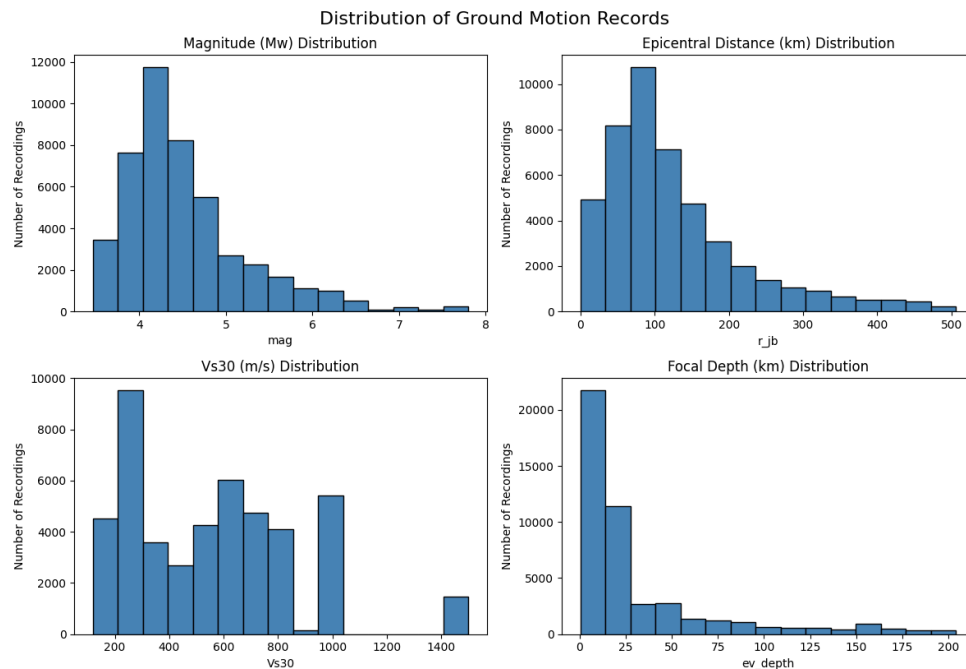 Distribution of Ground Motion Records
Magnitude (Mw) Distribution
Number of Recordings
12000
10000
8000
6000
4000
2000
0
4 5 6 7 8
mag
Epicentral Distance (km) Distribution
Number of Recordings
10000
8000
6000
4000
2000
0
0 100 200 300 400 500
r_jb
Vs30 (m/s) Distribution
Number of Recordings
10000
8000
6000
4000
2000
0
200 400 600 800 1000 1200 1400
Vs30
Focal Depth (km) Distribution
Number of Recordings
20000
15000
10000
5000
0
0 25 50 75 100 125 150 175 200
ev_depth